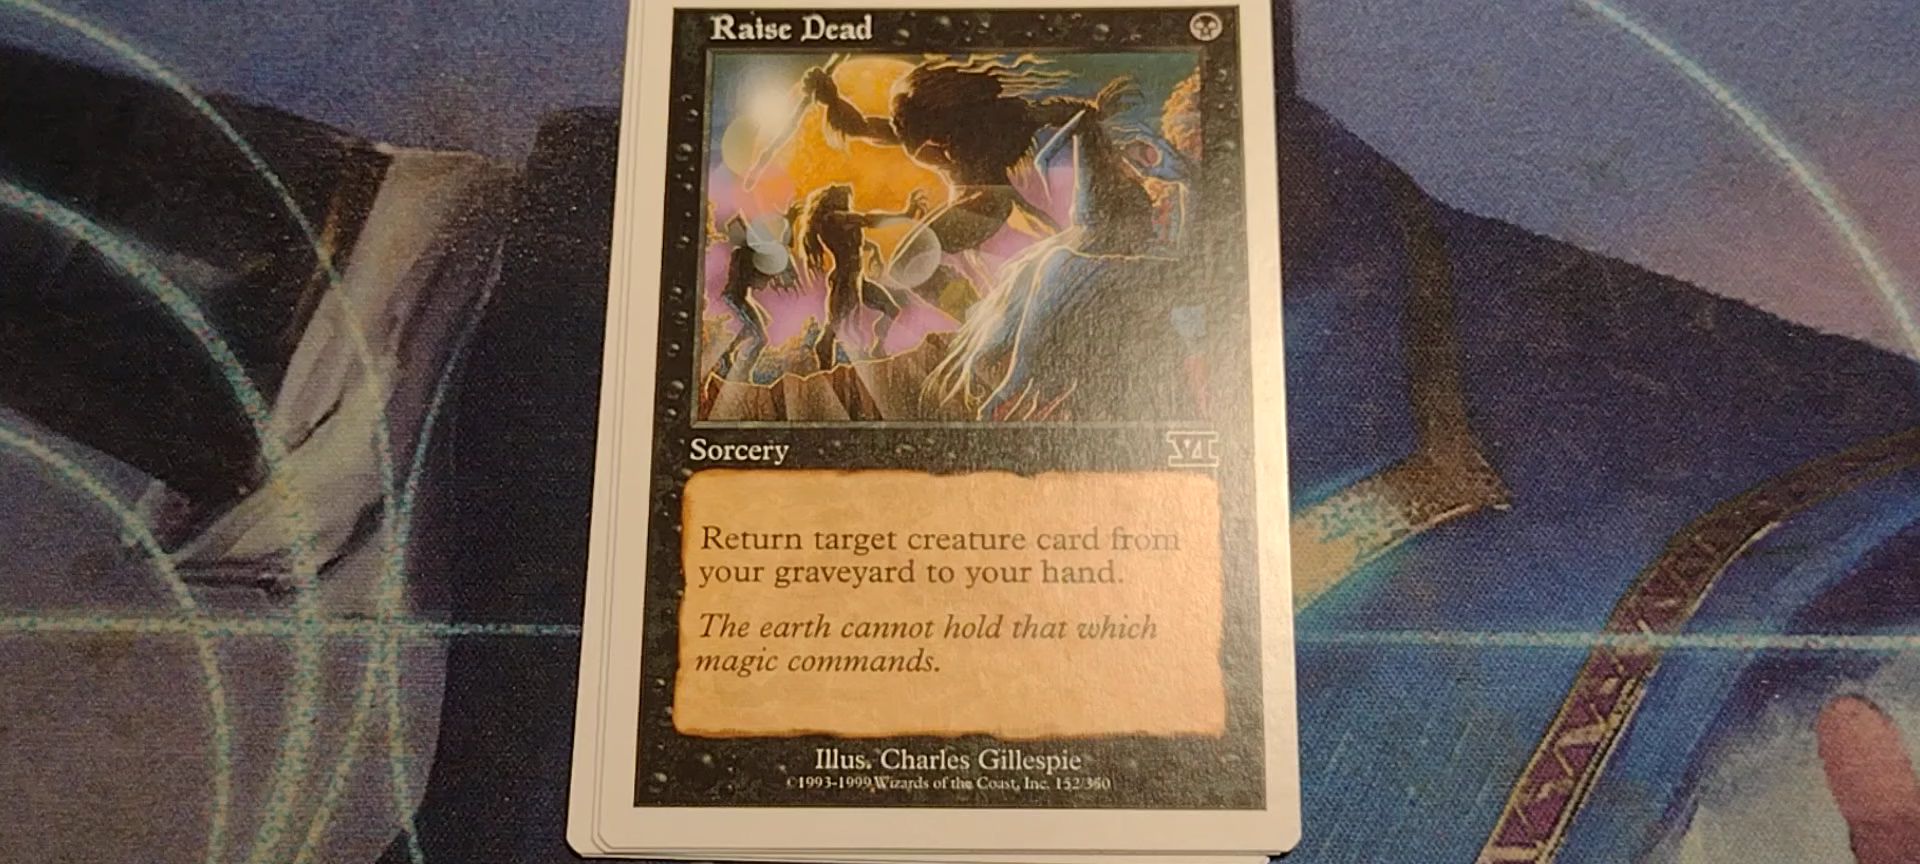 Raise Dead
Sorcery
VI
Return target creature card from
your graveyard to your hand.
The earth cannot hold that which
magic commands.
Illus. Charles Gillespie
©1993-1999 Wizards of the Coast, Inc. 152/350